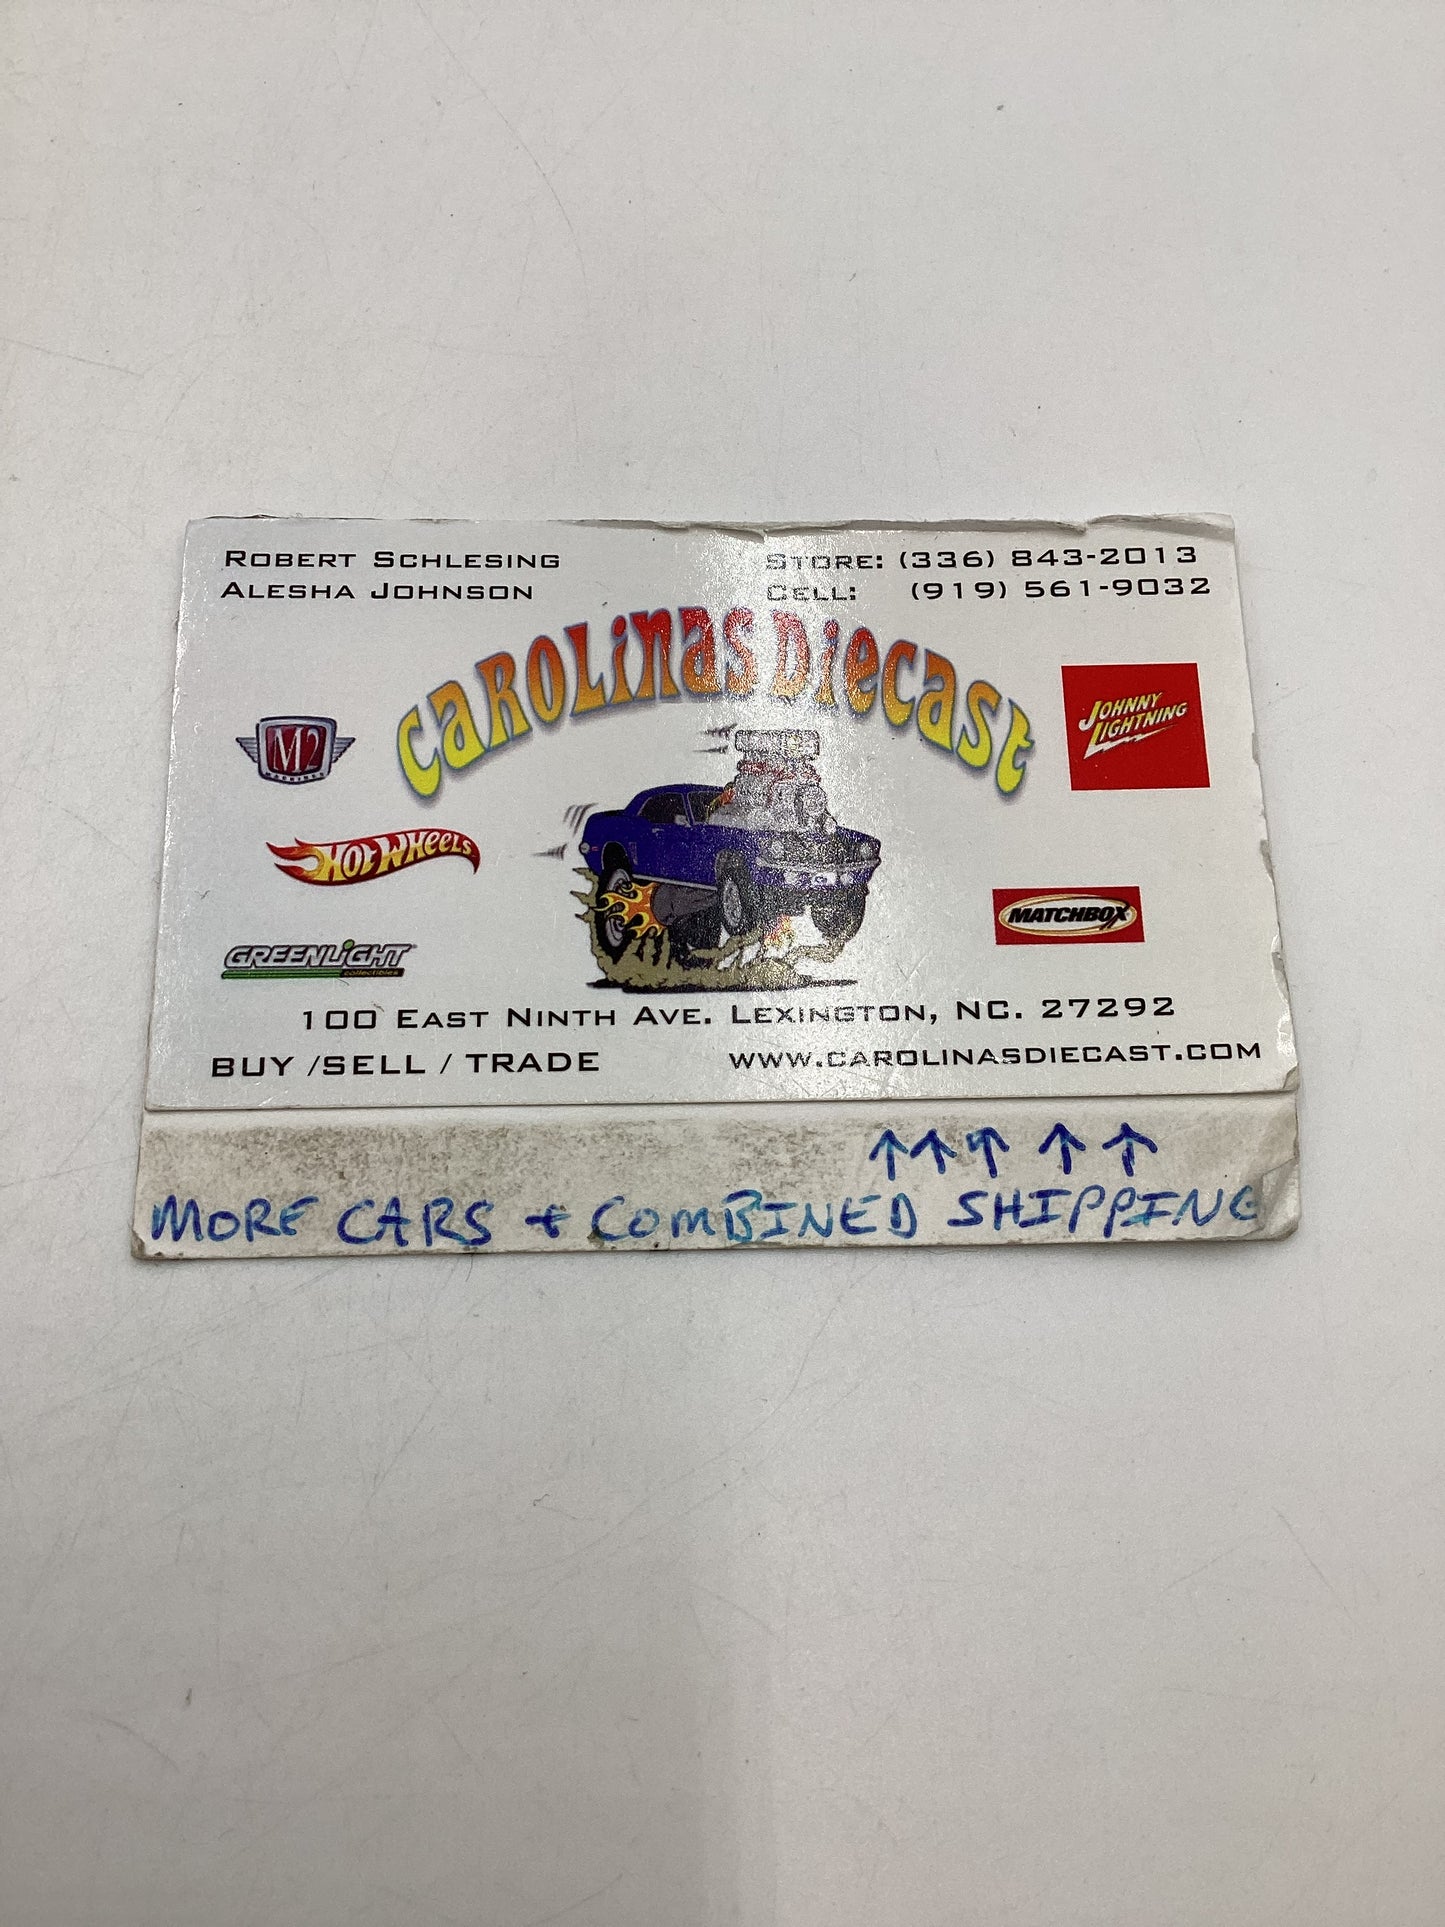 ROBERT SCHLESING
ALESHA JOHNSON
STORE: (336) 843-2013
CELL: (919) 561-9032
CAROLINAS DIECAST
M2
MACHINES
JOHNNY
LIGHTNING
HOT WHEELS
MATCHBOX
GREENLIGHT
collectibles
100 EAST NINTH AVE. LEXINGTON, NC. 27292
BUY /SELL / TRADE
WWW.CAROLINASDIECAST.COM
↑↑↑ ↑ ↑
MORE CARS + COMBINED SHIPPING